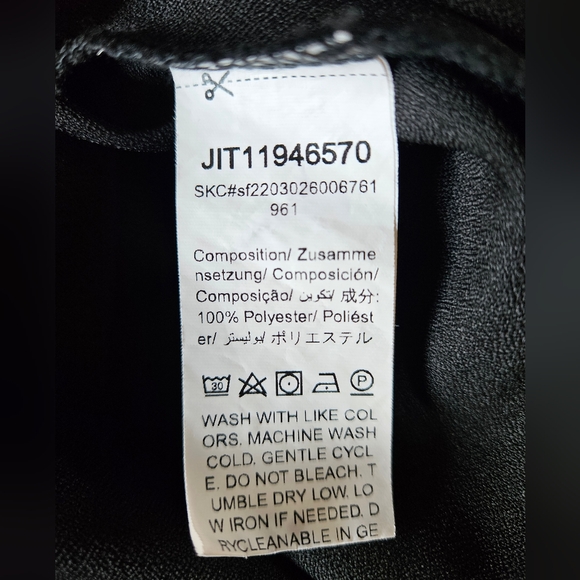 JIT11946570
SKC#sf2203026006761
961
Composition/ Zusamme
nsetzung/ Composición/
Composição/ تكوين/ 成分:
100% Polyester/ Poliést
er/ بوليستر/ ポリエステル
30 P
WASH WITH LIKE COL
ORS. MACHINE WASH
COLD. GENTLE CYCL
E. DO NOT BLEACH. T
UMBLE DRY LOW. LO
W IRON IF NEEDED. D
RYCLEANABLE IN GE